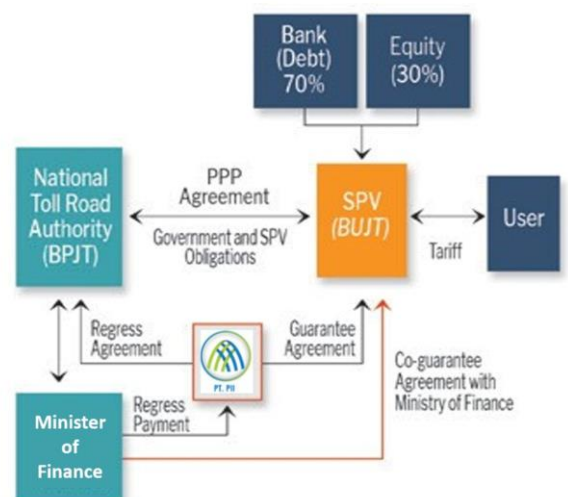 Bank
(Debt)
70%
Equity
(30%)
National
Toll Road
Authority
(BPJT)
PPP
Agreement
Government and SPV
Obligations
SPV
(BUJT)
Tariff
User
Regress
Agreement
PT. PII
Guarantee
Agreement
Co-guarantee
Agreement with
Ministry of Finance
Regress
Payment
Minister
of
Finance